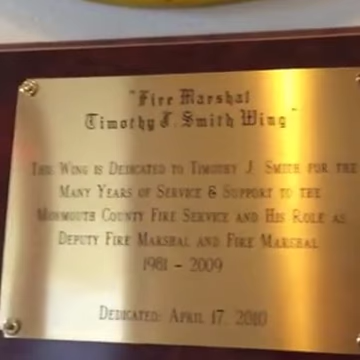 "Fire Marshal
Timothy J. Smith Wing"
This Wing is Dedicated to Timothy J. Smith for the
Many Years of Service & Support to the
Monmouth County Fire Service and His Role as
Deputy Fire Marshal and Fire Marshal
1981 - 2009
Dedicated: April 17, 2010